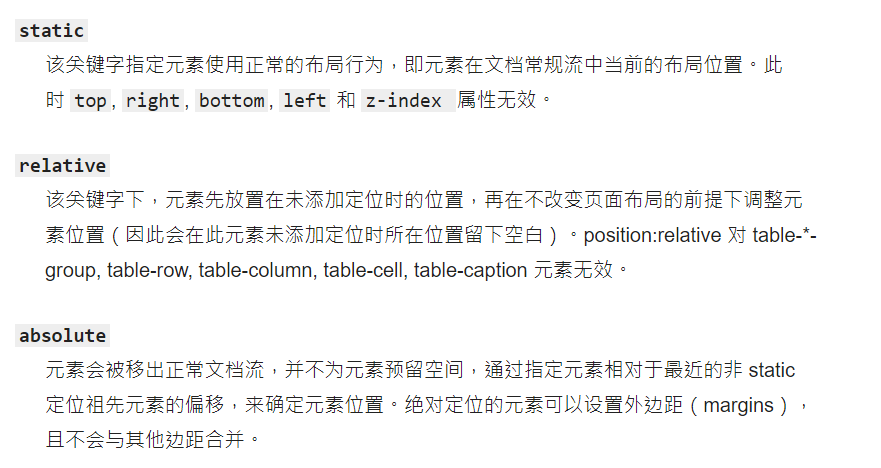 static
该关键字指定元素使用正常的布局行为，即元素在文档常规流中当前的布局位置。此
时 top, right, bottom, left 和 z-index 属性无效。
relative
该关键字下，元素先放置在未添加定位时的位置，再在不改变页面布局的前提下调整元
素位置（因此会在此元素未添加定位时所在位置留下空白）。position:relative 对 table-*-
group, table-row, table-column, table-cell, table-caption 元素无效。
absolute
元素会被移出正常文档流，并不为元素预留空间，通过指定元素相对于最近的非 static
定位祖先元素的偏移，来确定元素位置。绝对定位的元素可以设置外边距（margins），
且不会与其他边距合并。